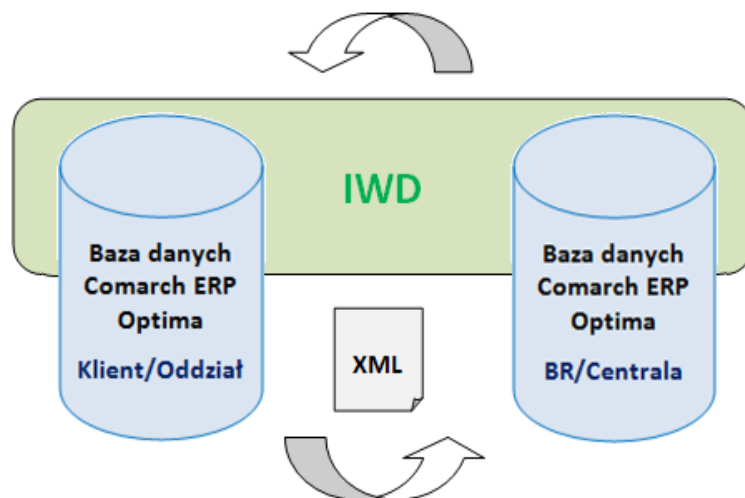 IWD
Baza danych
Comarch ERP
Optima
Klient/Oddział
XML
Baza danych
Comarch ERP
Optima
BR/Centrala